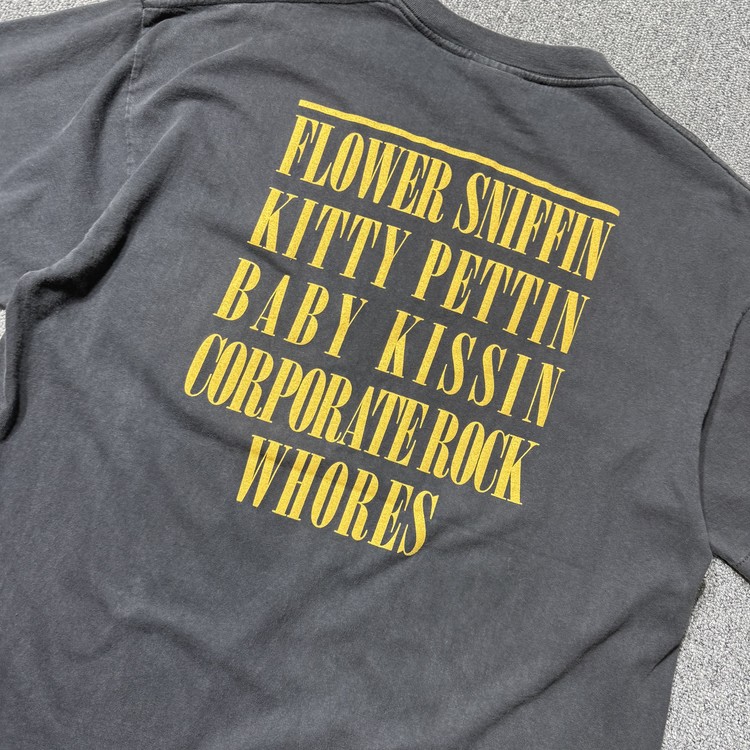 FLOWER SNIFFIN
KITTY PETTIN
BABY KISSIN
CORPORATE ROCK
WHORES